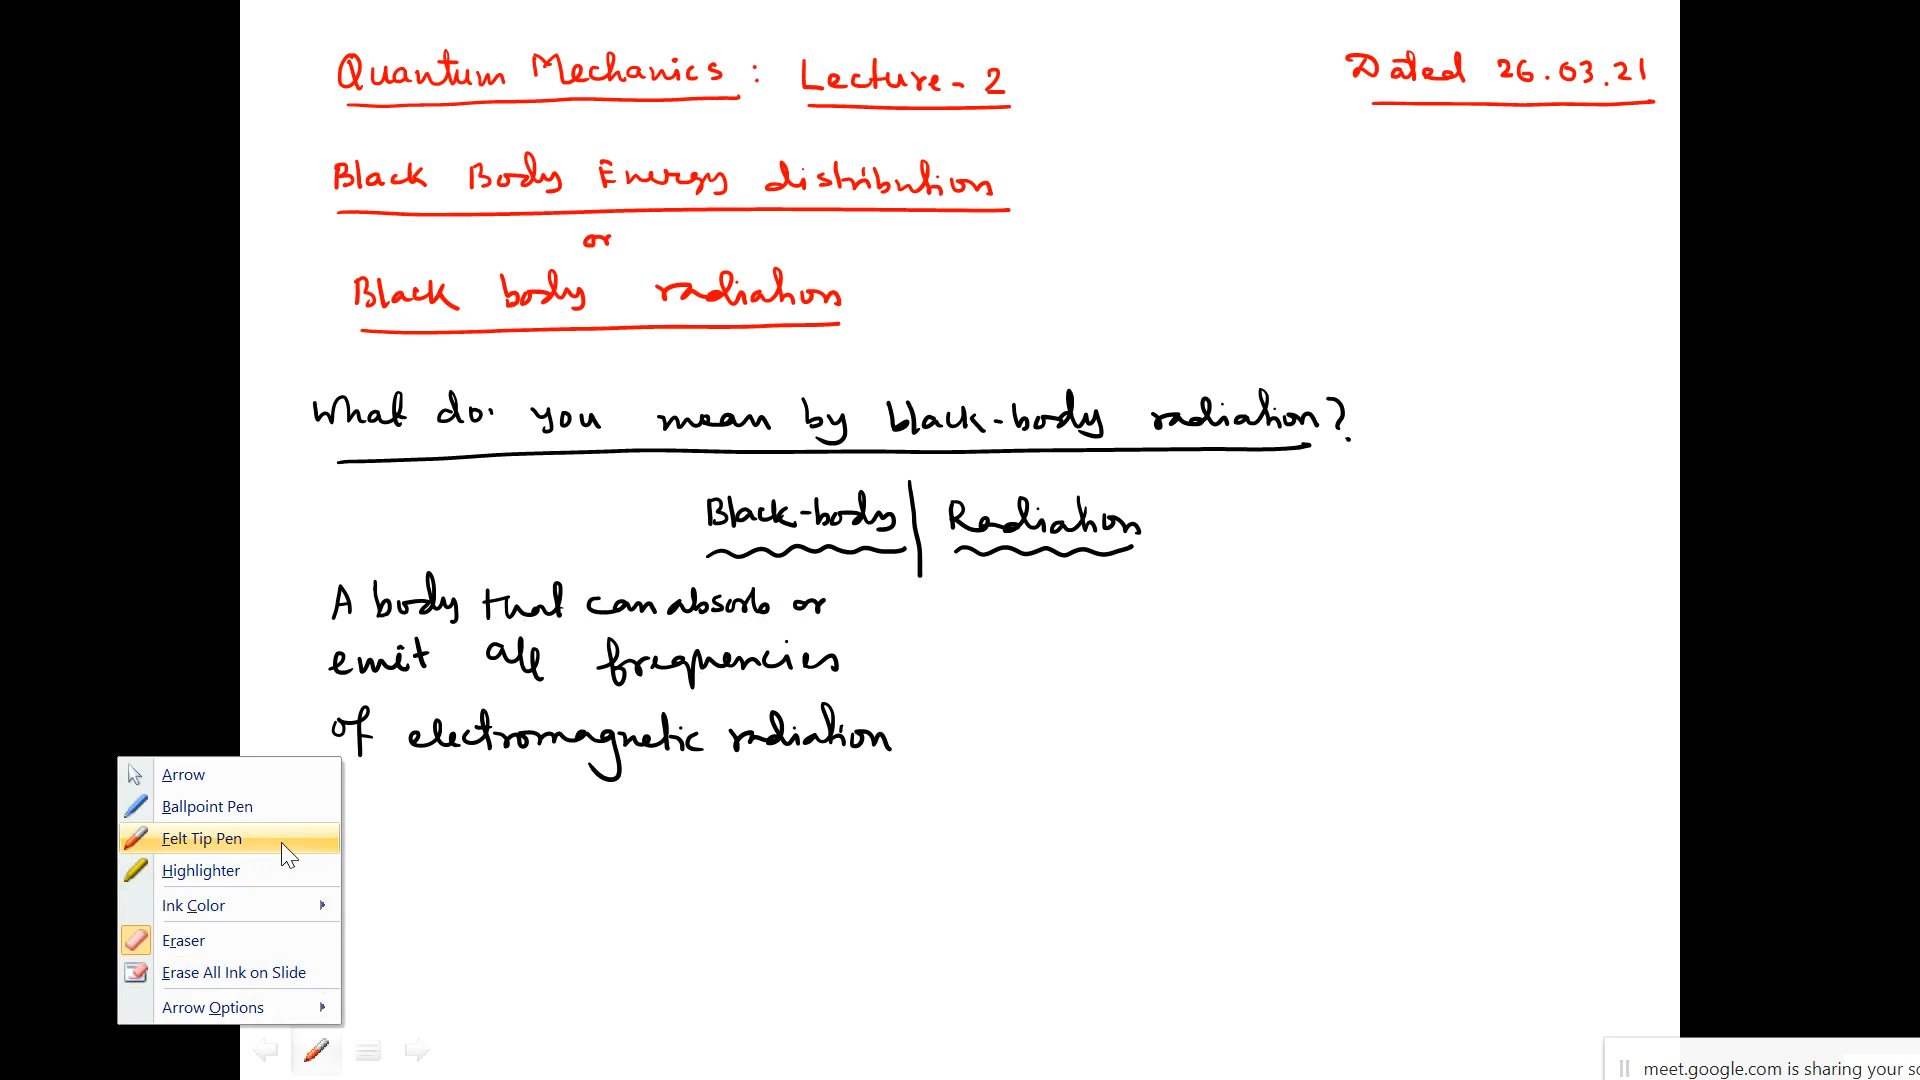 Quantum Mechanics : Lecture - 2
Dated 26.03.21
Black Body Energy distribution
or
Black body radiation
What do you mean by black-body radiation?
Black-body | Radiation
A body that can absorb or
emit all frequencies
of electromagnetic radiation
Arrow
Ballpoint Pen
Felt Tip Pen
Highlighter
Ink Color
Eraser
Erase All Ink on Slide
Arrow Options
meet.google.com is sharing your sc